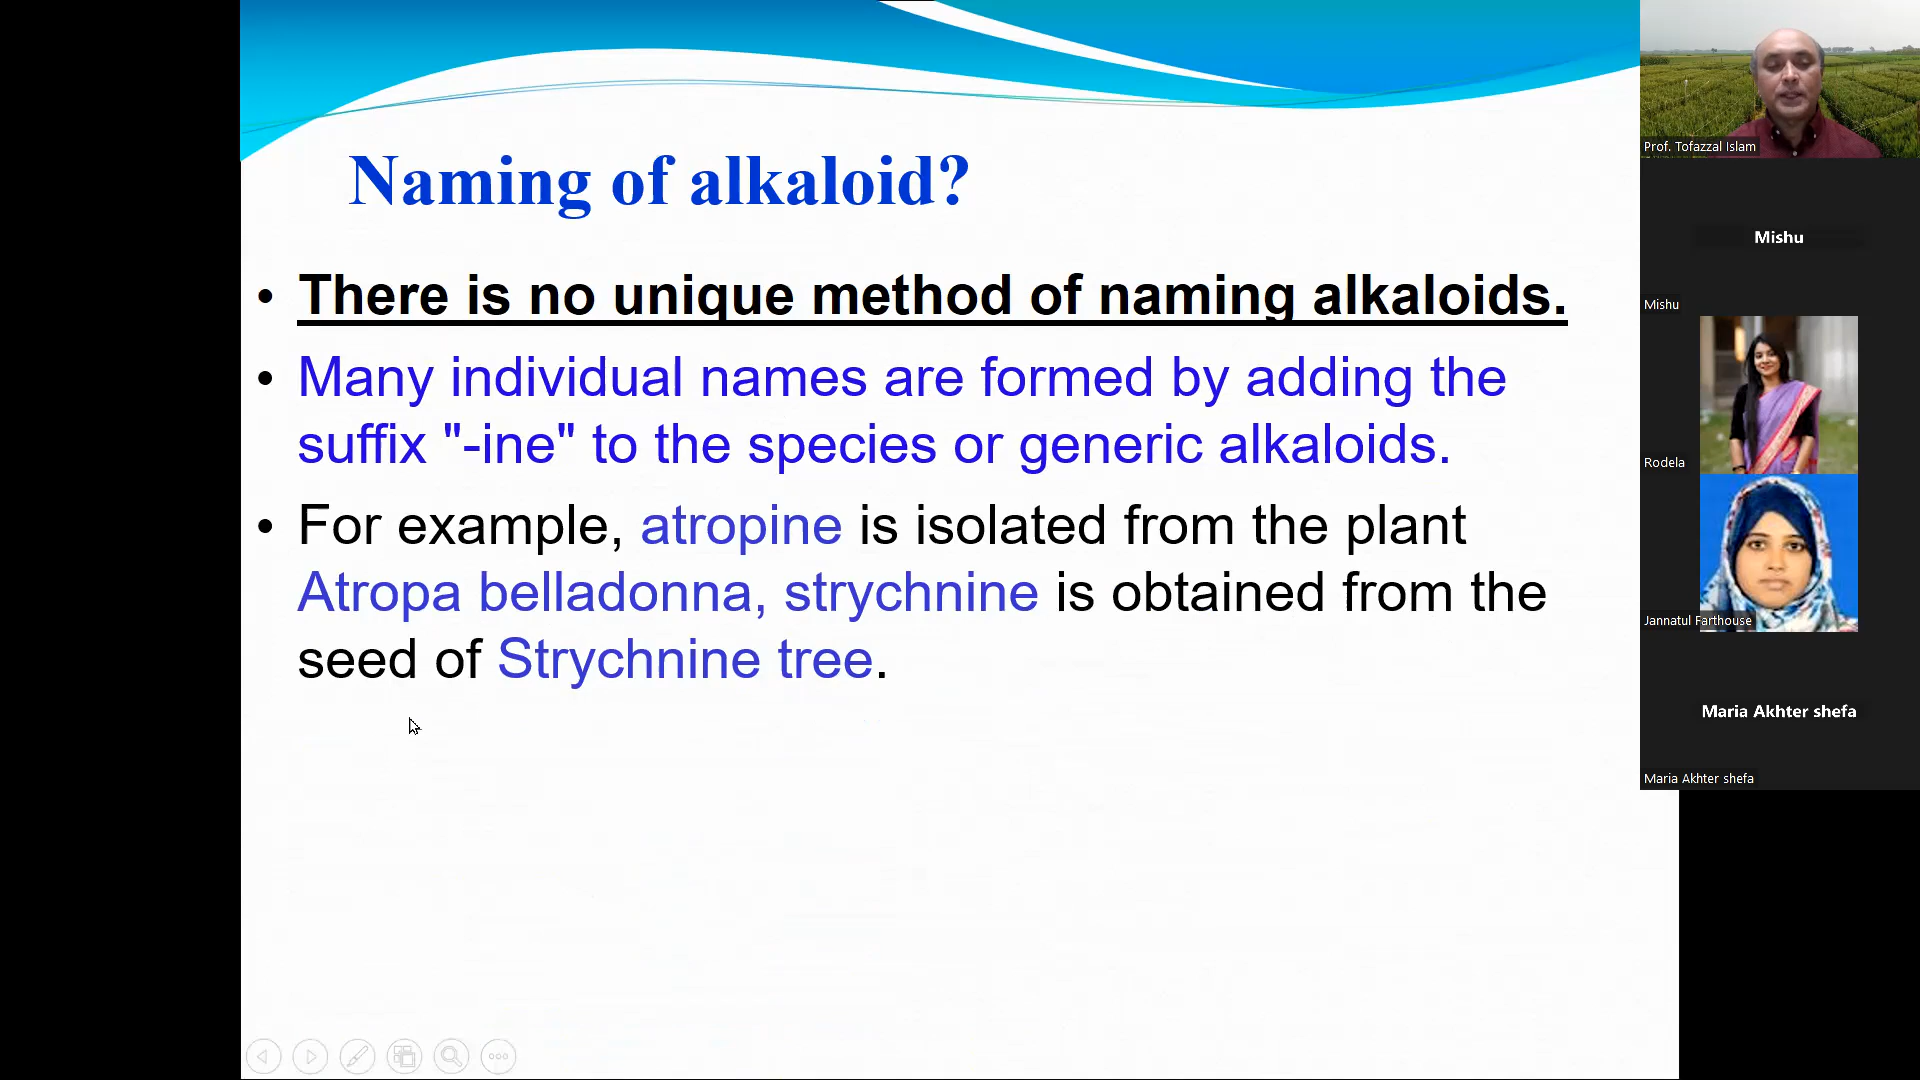 Naming of alkaloid?
• There is no unique method of naming alkaloids.
• Many individual names are formed by adding the
suffix "-ine" to the species or generic alkaloids.
• For example, atropine is isolated from the plant
Atropa belladonna, strychnine is obtained from the
seed of Strychnine tree.
Prof. Tofazzal Islam
Mishu
Mishu
Rodela
Jannatul Farthouse
Maria Akhter shefa
Maria Akhter shefa